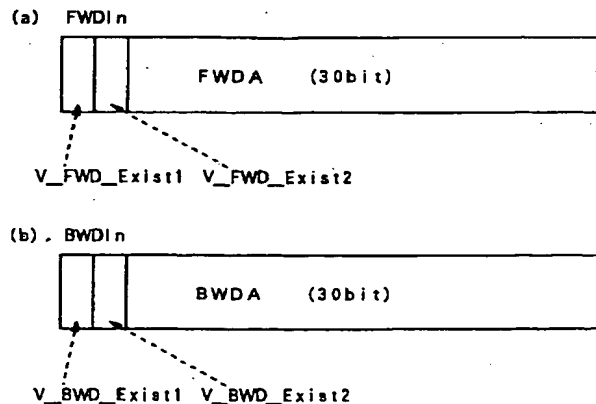 (a) FWDIn
FWDA (30bit)
V_FWD_Exist1 V_FWD_Exist2
(b). BWDIn
BWDA (30bit)
V_BWD_Exist1 V_BWD_Exist2